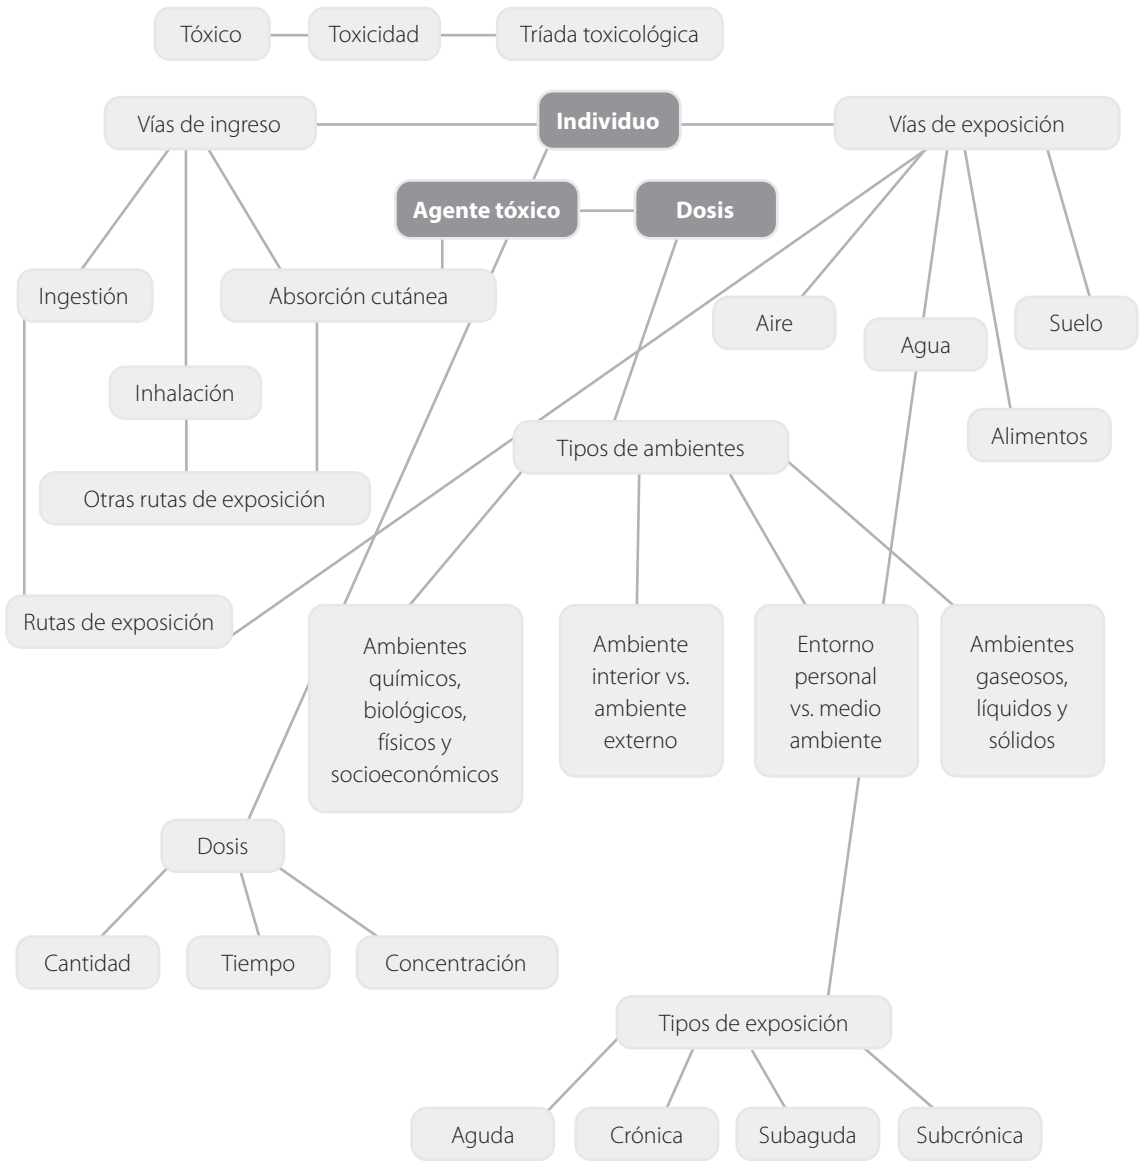 Tóxico
Toxicidad
Tríada toxicológica
Vías de ingreso
Individuo
Vías de exposición
Agente tóxico
Dosis
Ingestión
Absorción cutánea
Aire
Agua
Suelo
Inhalación
Alimentos
Tipos de ambientes
Otras rutas de exposición
Rutas de exposición
Ambientes
químicos,
biológicos,
físicos y
socioeconómicos
Ambiente
interior vs.
ambiente
externo
Entorno
personal
vs. medio
ambiente
Ambientes
gaseosos,
líquidos y
sólidos
Dosis
Cantidad
Tiempo
Concentración
Tipos de exposición
Aguda
Crónica
Subaguda
Subcrónica